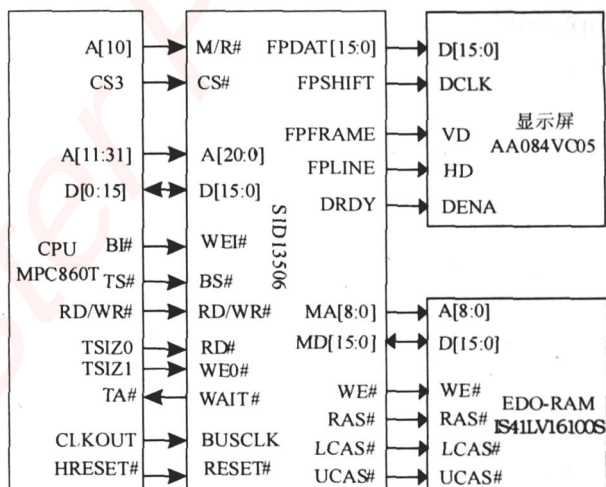 A[10] M/R# FPDAT[15:0] D[15:0]
CS3 CS# FPSHIFT DCLK
FPFRAME VD 显示屏
AA084VC05
A[11:31] A[20:0] FPLINE HD
D[0:15] D[15:0] DRDY DENA
S1D13506
CPU
MPC860T
BI# WEI#
TS# BS#
RD/WR# RD/WR# MA[8:0] A[8:0]
TSIZ0 RD# MD[15:0] D[15:0]
TSIZ1 WE0#
TA# WAIT# WE# WE# EDO-RAM
RAS# RAS# IS41LV16100S
CLKOUT BUSCLK LCAS# LCAS#
HRESET# RESET# UCAS# UCAS#